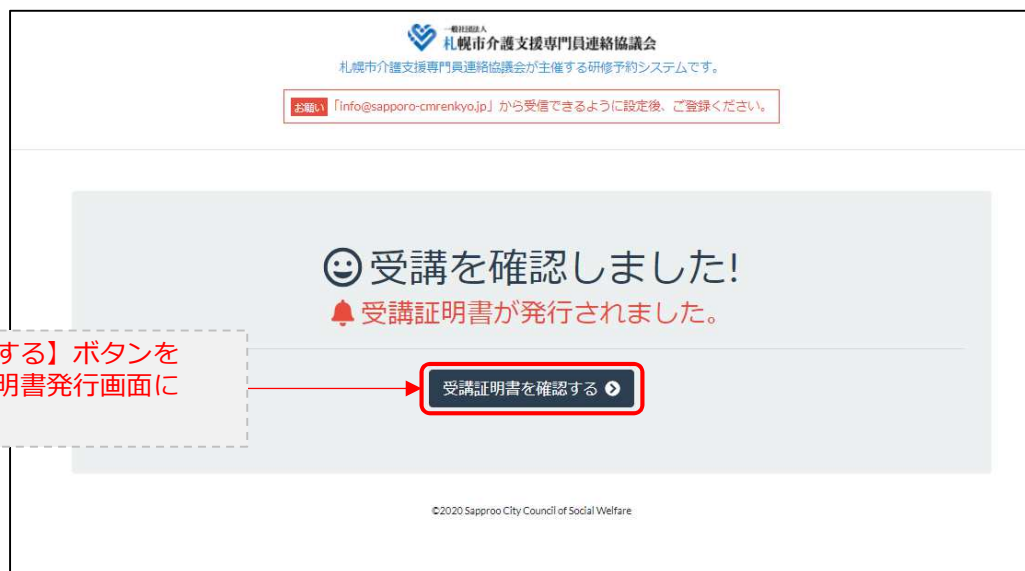 一般社団法人
札幌市介護支援専門員連絡協議会
札幌市介護支援専門員連絡協議会が主催する研修予約システムです。
お願い 「info@sapporo-cmrenkyo.jp」から受信できるように設定後、ご登録ください。
受講を確認しました!
受講証明書が発行されました。
する】ボタンを
明書発行画面に
受講証明書を確認する
©2020 Sapproo City Council of Social Welfare